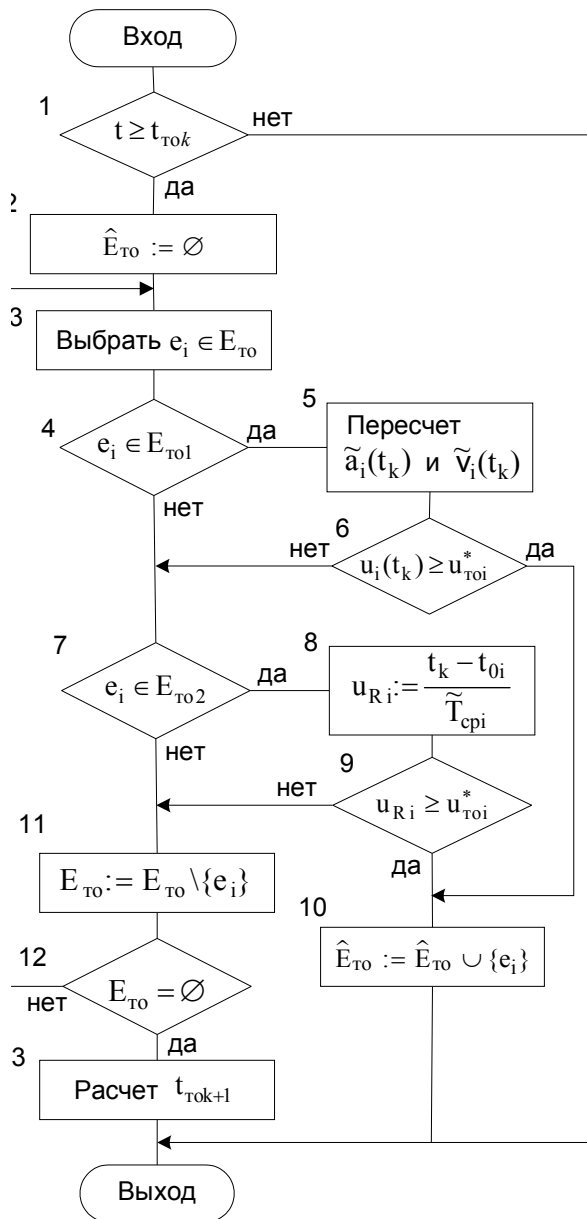 Вход
1
t ≥ t_тоk
нет
да
2
Ê_то := ∅
3
Выбрать e_i ∈ E_то
4
e_i ∈ E_то1
да
нет
5
Пересчет
ã_i(t_k) и ṽ_i(t_k)
6
нет
да
u_i(t_k) ≥ u*_тоi
7
e_i ∈ E_то2
да
нет
8
u_R i := (t_k − t_0i) / T̃_срi
9
нет
u_R i ≥ u*_тоi
да
11
E_то := E_то \ {e_i}
10
Ê_то := Ê_то ∪ {e_i}
12
E_то = ∅
нет
да
3
Расчет t_тоk+1
Выход